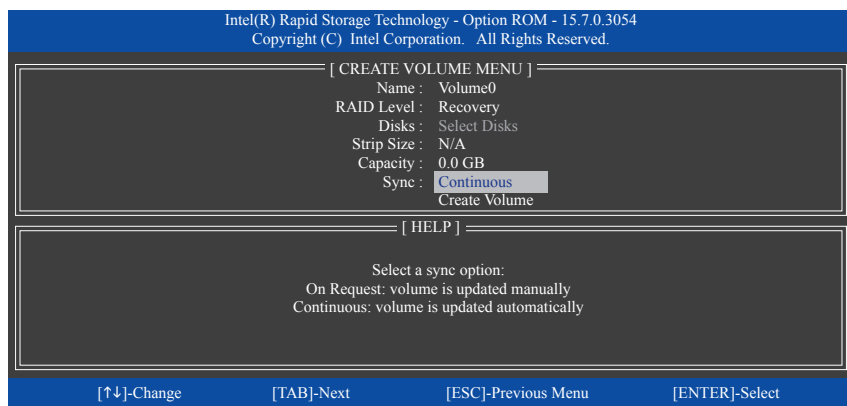 Intel(R) Rapid Storage Technology - Option ROM - 15.7.0.3054
Copyright (C) Intel Corporation. All Rights Reserved.
[ CREATE VOLUME MENU ]
Name : Volume0
RAID Level : Recovery
Disks : Select Disks
Strip Size : N/A
Capacity : 0.0 GB
Sync : Continuous
Create Volume
[ HELP ]
Select a sync option:
On Request: volume is updated manually
Continuous: volume is updated automatically
[↑↓]-Change [TAB]-Next [ESC]-Previous Menu [ENTER]-Select